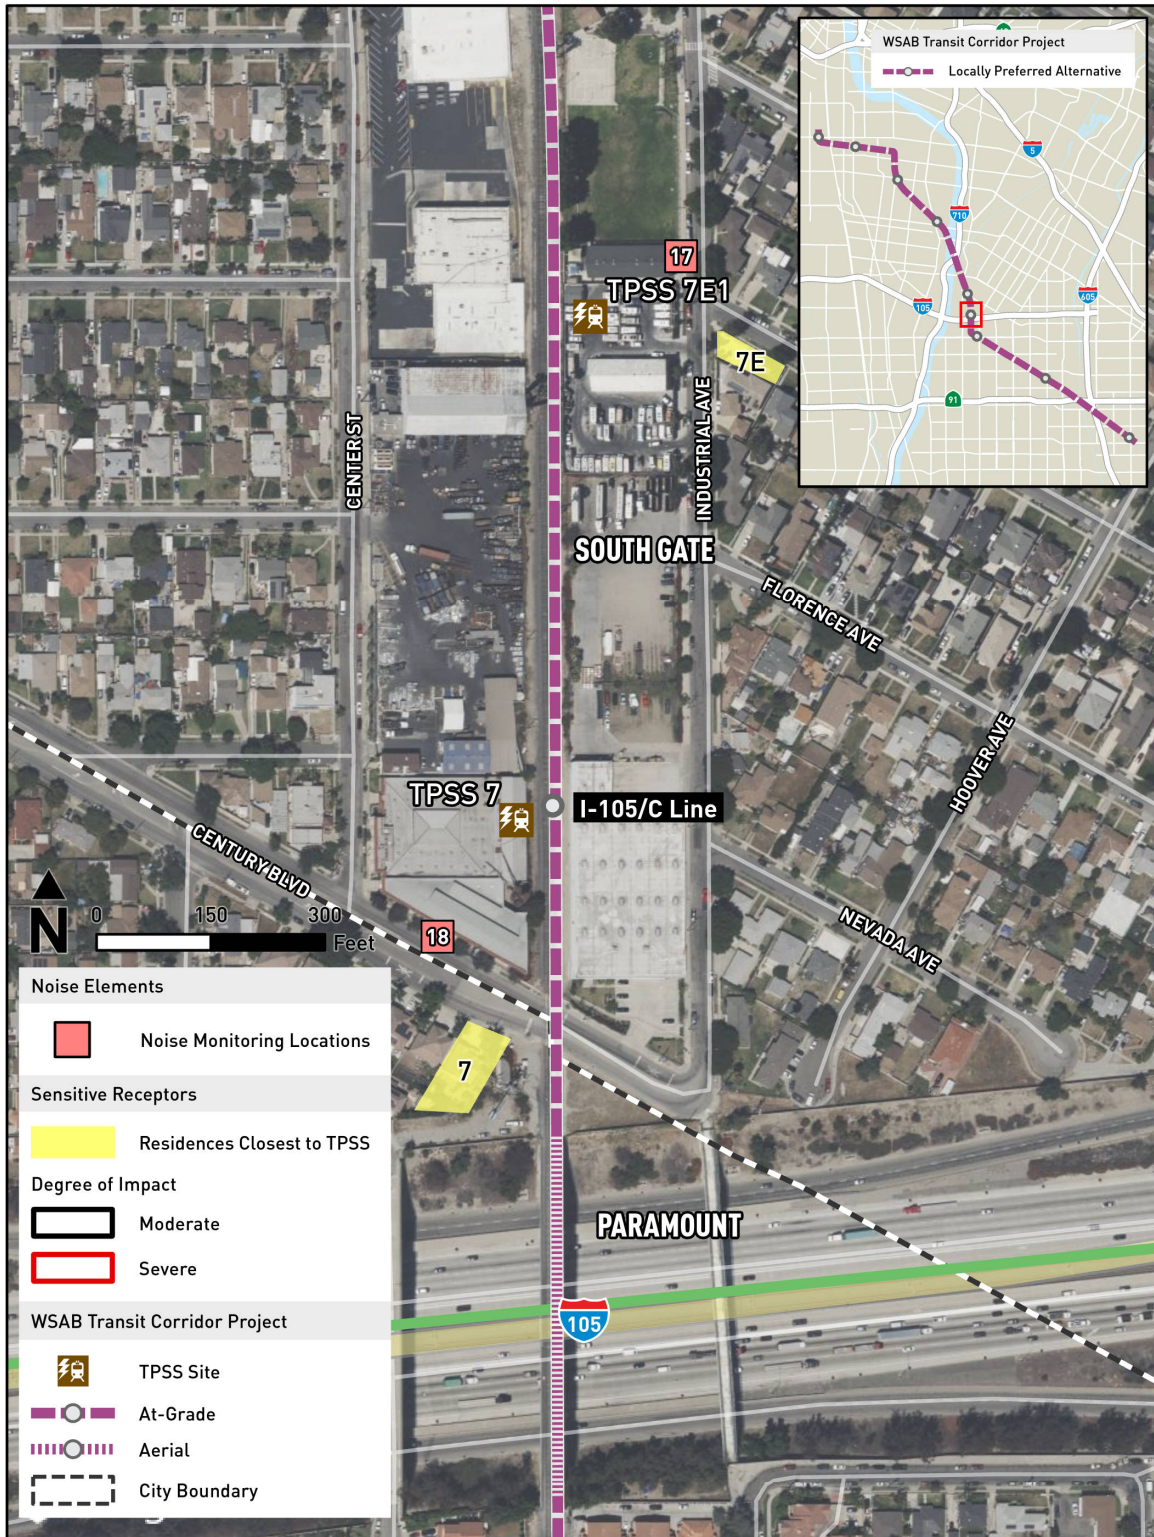 WSAB Transit Corridor Project
Locally Preferred Alternative
5
710
105
605
91
17
TPSS 7E1
7E
CENTER ST
INDUSTRIAL AVE
SOUTH GATE
FLORENCE AVE
HOOVER AVE
TPSS 7
I-105/C Line
CENTURY BLVD
NEVADA AVE
N
0 150 300
Feet
18
7
PARAMOUNT
105
Noise Elements
Noise Monitoring Locations
Sensitive Receptors
Residences Closest to TPSS
Degree of Impact
Moderate
Severe
WSAB Transit Corridor Project
TPSS Site
At-Grade
Aerial
City Boundary